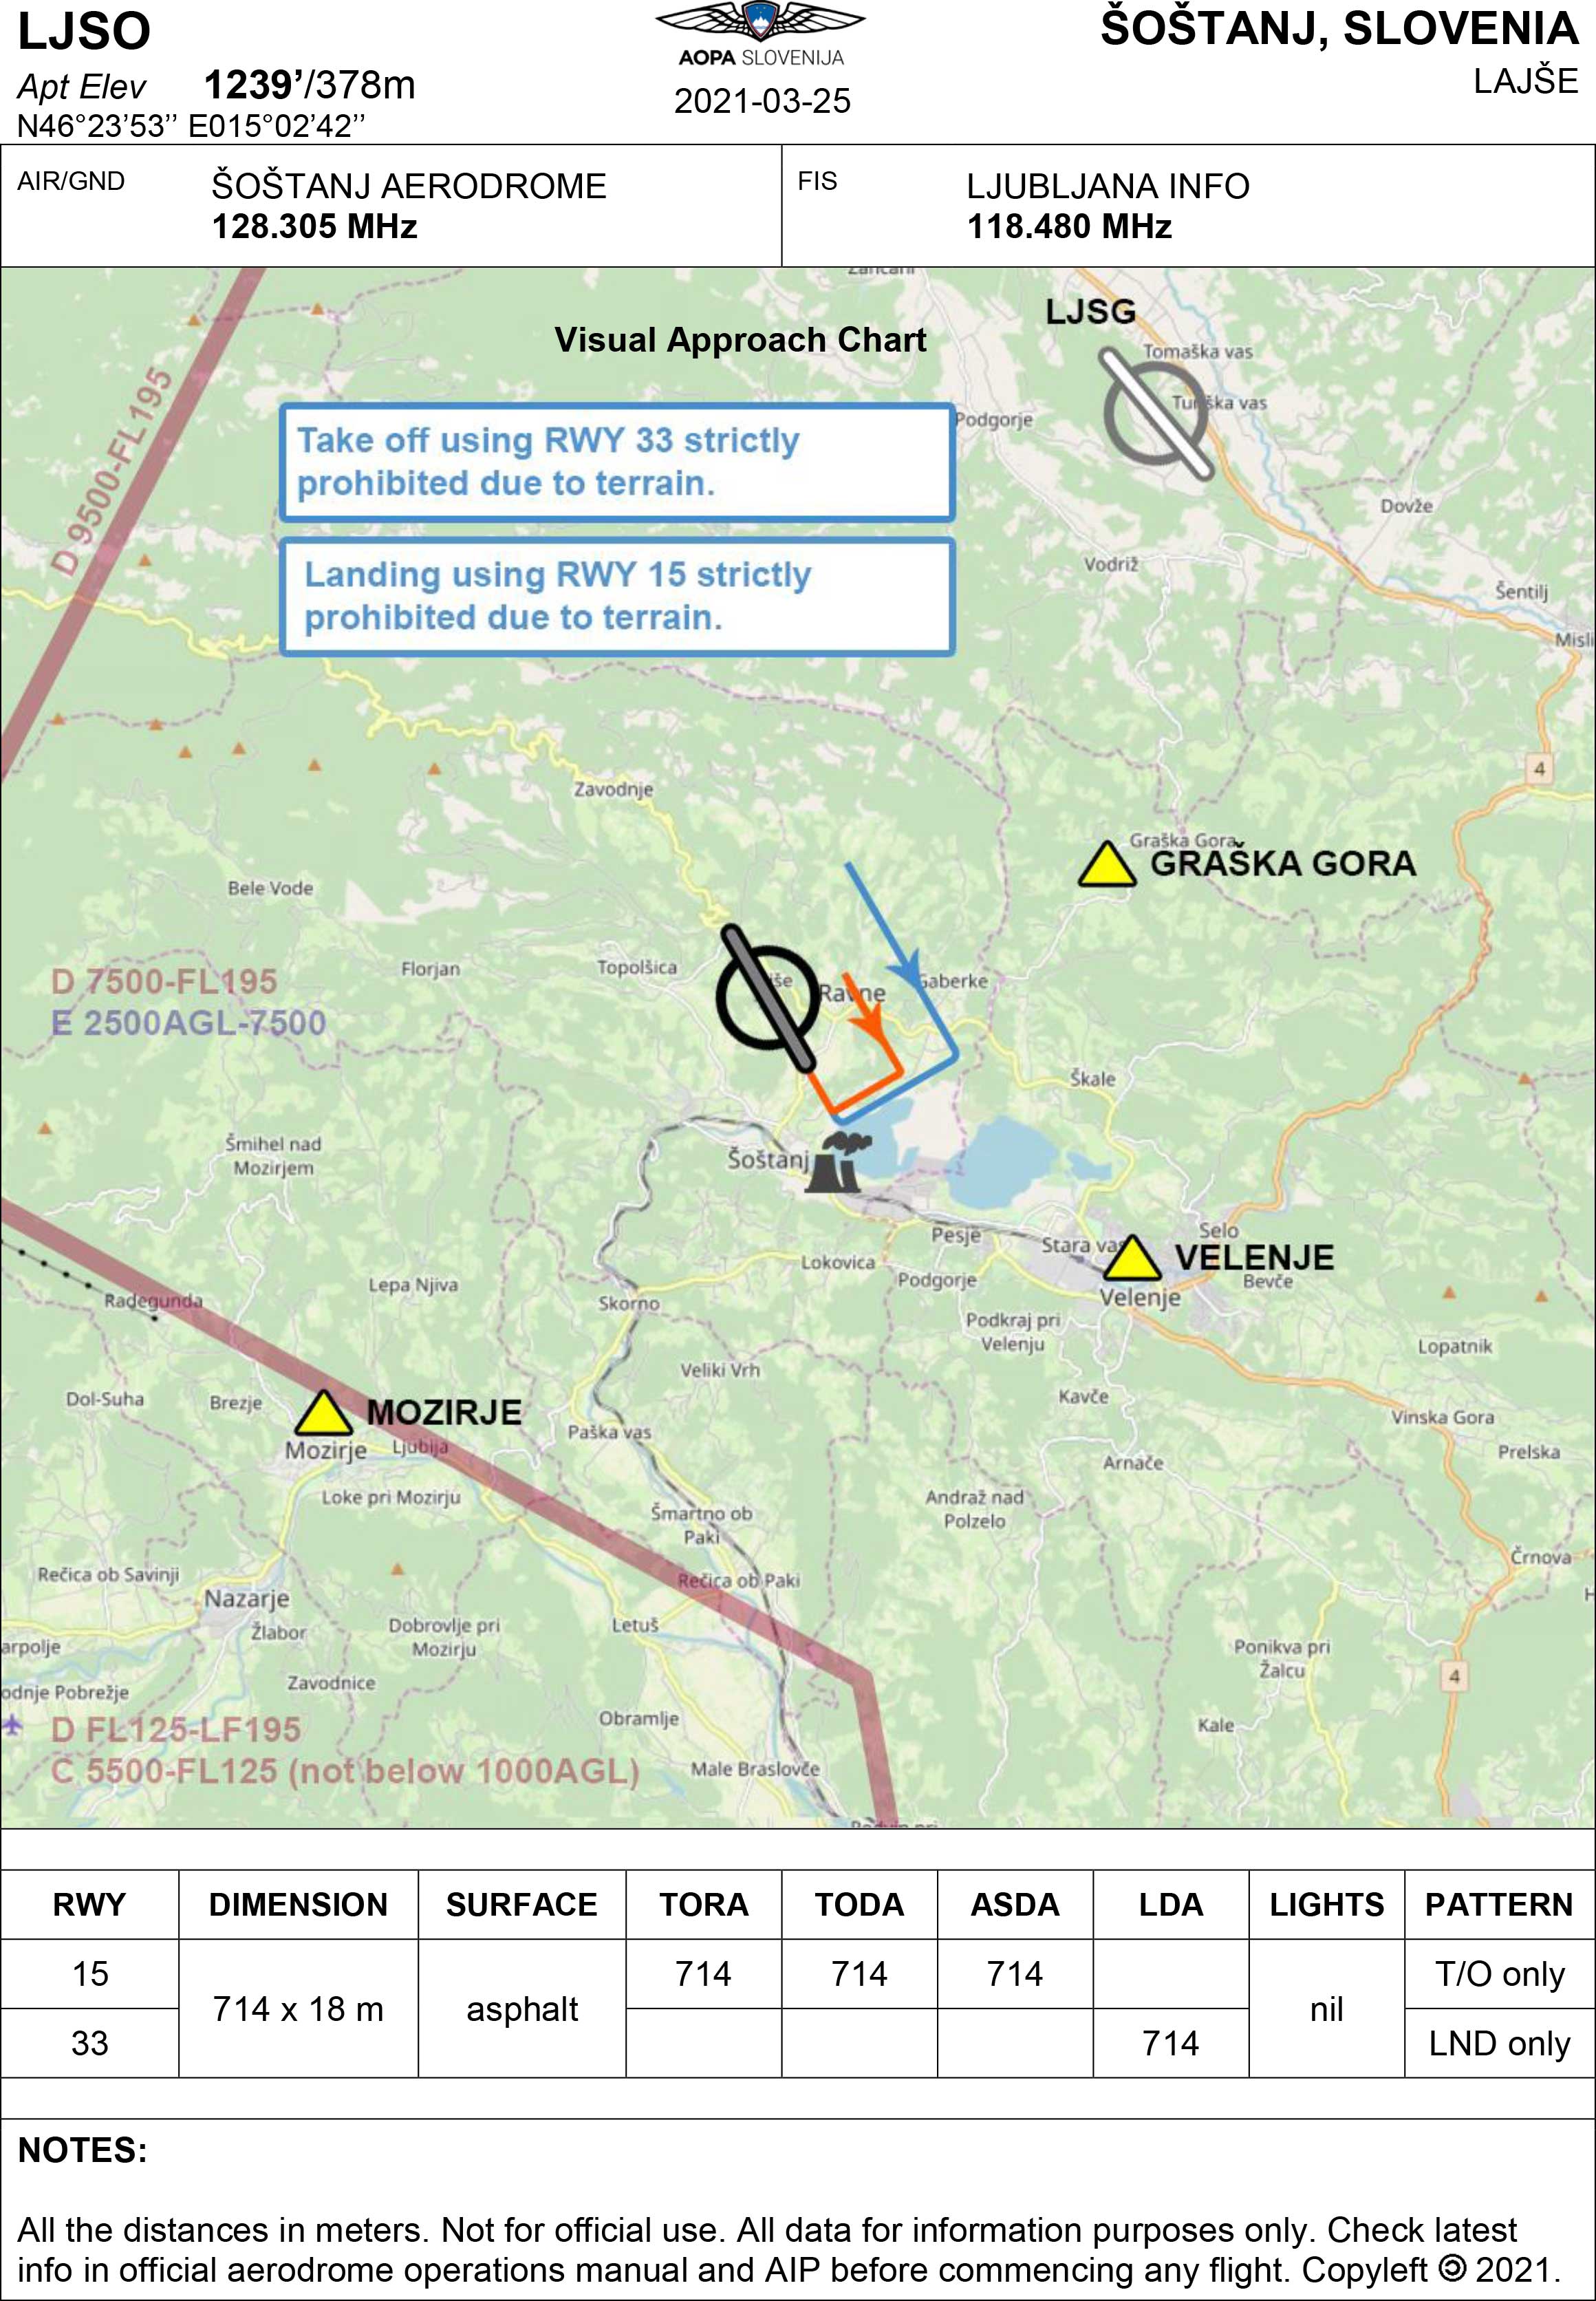 LJSO
Apt Elev 1239’/378m
N46°23’53’’ E015°02’42’’
AOPA SLOVENIJA
2021-03-25
ŠOŠTANJ, SLOVENIA
LAJŠE
AIR/GND
ŠOŠTANJ AERODROME
128.305 MHz
FIS
LJUBLJANA INFO
118.480 MHz
LJSG
Visual Approach Chart
Tomaška vas
D 9500-FL 195
Podgorje
Take off using RWY 33 strictly
prohibited due to terrain.
Dovže
Vodriž
Landing using RWY 15 strictly
prohibited due to terrain.
Šentilj
Misli
4
Zavodnje
Graška Gora
GRAŠKA GORA
Bele Vode
Florjan
Topolšica
Ravne
Gaberke
D 7500-FL195
E 2500AGL-7500
Škale
Šmihel nad
Mozirjem
Šoštanj
Pesje
Stara vas
Selo
VELENJE
Bevče
Lokovica
Podgorje
Velenje
Lepa Njiva
Radegunda
Skorno
Podkraj pri
Velenju
Lopatnik
Veliki Vrh
Dol-Suha
Brezje
MOZIRJE
Kavče
Vinska Gora
Mozirje
Ljubija
Paška vas
Prelska
Arnače
Loke pri Mozirju
Andraž nad
Polzelo
Šmartno ob
Paki
Črnova
Rečica ob Savinji
Rečica ob Paki
Nazarje
Žlabor
Dobrovlje pri
Mozirju
Letuš
arpolje
Ponikva pri
Žalcu
Zavodnice
4
odnje Pobrežje
Obramlje
Kale
D FL125-LF195
C 5500-FL125 (not below 1000AGL)
Male Braslovče
RWY DIMENSION SURFACE TORA TODA ASDA LDA LIGHTS PATTERN
15 714 x 18 m asphalt 714 714 714 nil T/O only
33 714 LND only
NOTES:
All the distances in meters. Not for official use. All data for information purposes only. Check latest
info in official aerodrome operations manual and AIP before commencing any flight. Copyleft 🄯 2021.